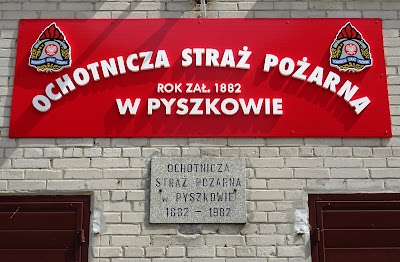 OCHOTNICZA STRAŻ POŻARNA
ROK ZAŁ. 1882
W PYSZKOWIE
OCHOTNICZA
STRAŻ POŻARNA
W PYSZKOWIE
1882 - 1982